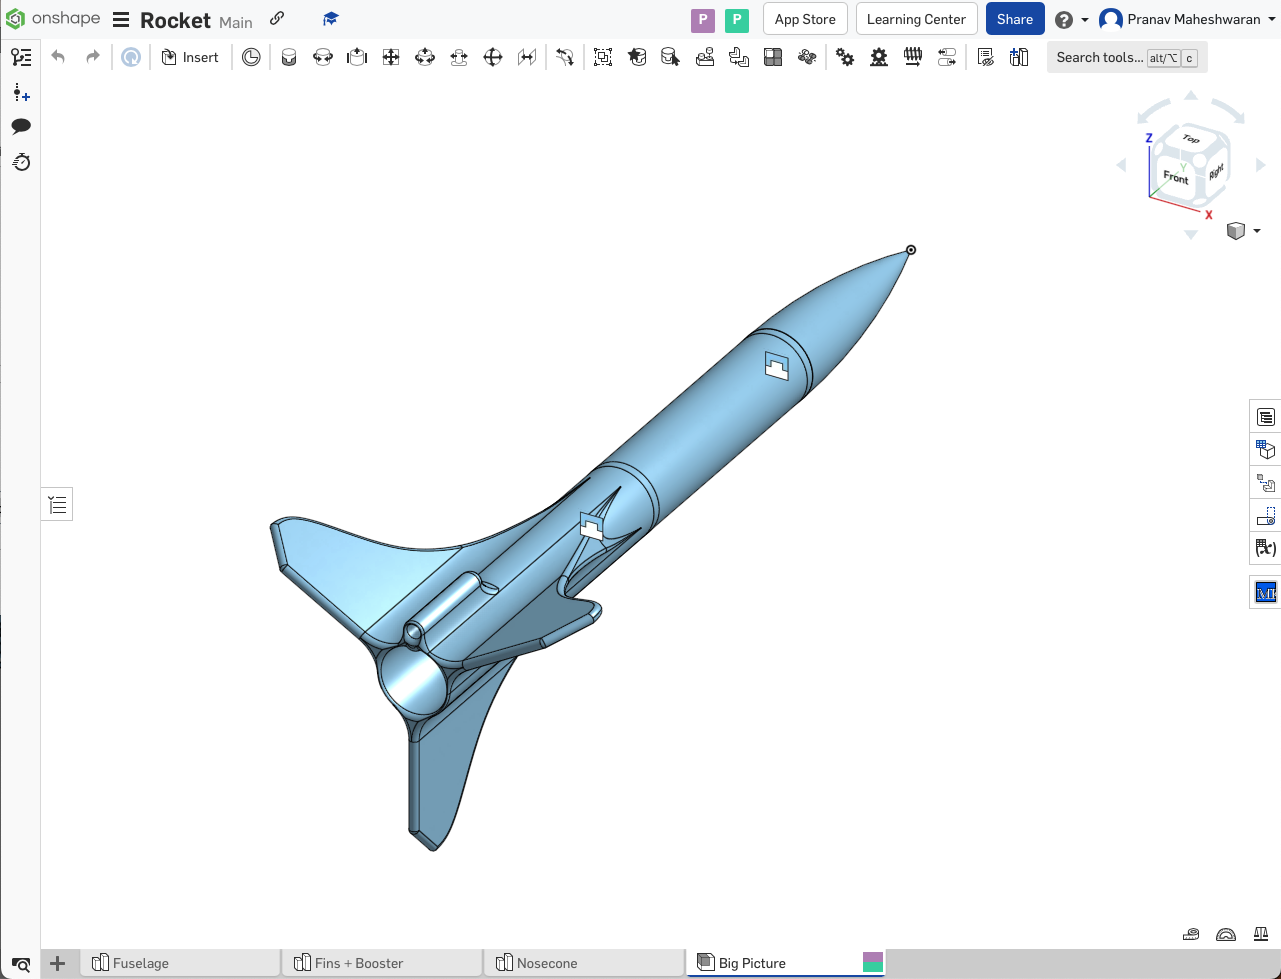 onshape Rocket Main P P App Store Learning Center Share Pranav Maheshwaran
Insert Search tools... alt/⌥ c
Top
Z
Y
Front
Right
X
(x)
Fuselage Fins + Booster Nosecone Big Picture